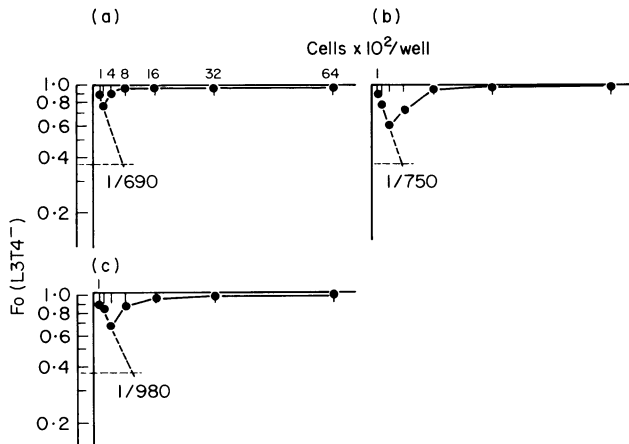 (a)
(b)
Cells x 10²/well
1 4 8 16 32 64
1
1·0
0·8
0·6
0·4
0·2
1/690
1/750
Fo (L3T4⁻)
(c)
1
1·0
0·8
0·6
0·4
0·2
1/980